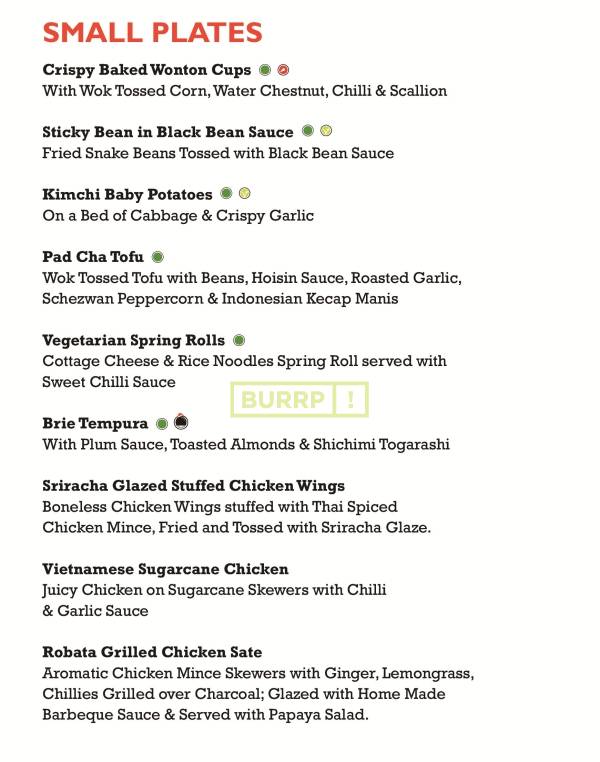 SMALL PLATES
Crispy Baked Wonton Cups
With Wok Tossed Corn, Water Chestnut, Chilli & Scallion
Sticky Bean in Black Bean Sauce
Fried Snake Beans Tossed with Black Bean Sauce
Kimchi Baby Potatoes
On a Bed of Cabbage & Crispy Garlic
Pad Cha Tofu
Wok Tossed Tofu with Beans, Hoisin Sauce, Roasted Garlic,
Schezwan Peppercorn & Indonesian Kecap Manis
Vegetarian Spring Rolls
Cottage Cheese & Rice Noodles Spring Roll served with
Sweet Chilli Sauce
BURRP !
Brie Tempura
With Plum Sauce, Toasted Almonds & Shichimi Togarashi
Sriracha Glazed Stuffed Chicken Wings
Boneless Chicken Wings stuffed with Thai Spiced
Chicken Mince, Fried and Tossed with Sriracha Glaze.
Vietnamese Sugarcane Chicken
Juicy Chicken on Sugarcane Skewers with Chilli
& Garlic Sauce
Robata Grilled Chicken Sate
Aromatic Chicken Mince Skewers with Ginger, Lemongrass,
Chillies Grilled over Charcoal; Glazed with Home Made
Barbeque Sauce & Served with Papaya Salad.